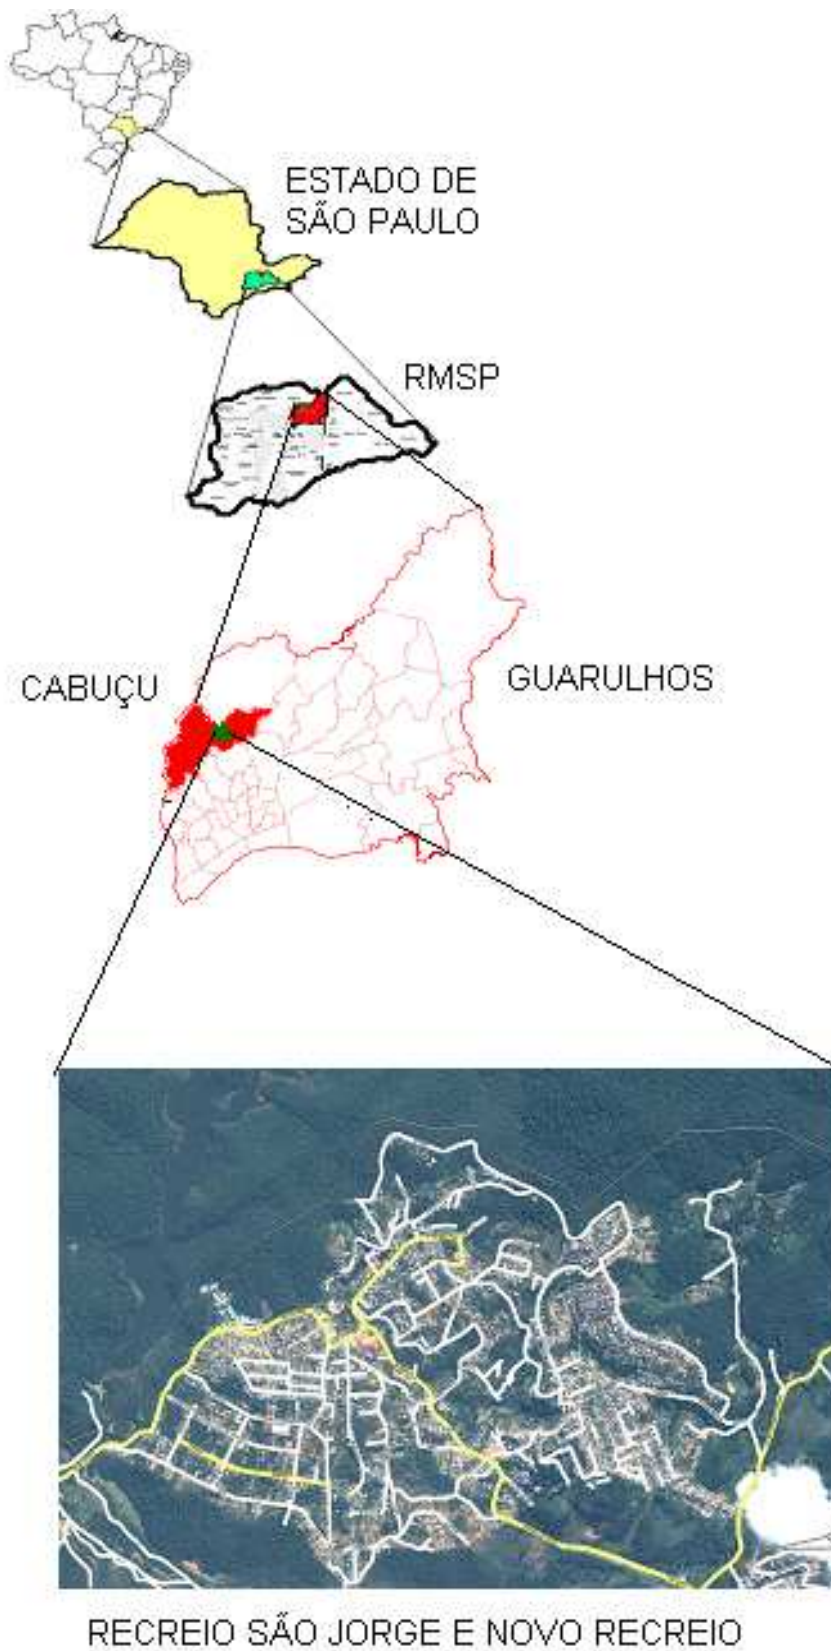 ESTADO DE
SÃO PAULO
RMSP
CABUÇU
GUARULHOS
RECREIO SÃO JORGE E NOVO RECREIO